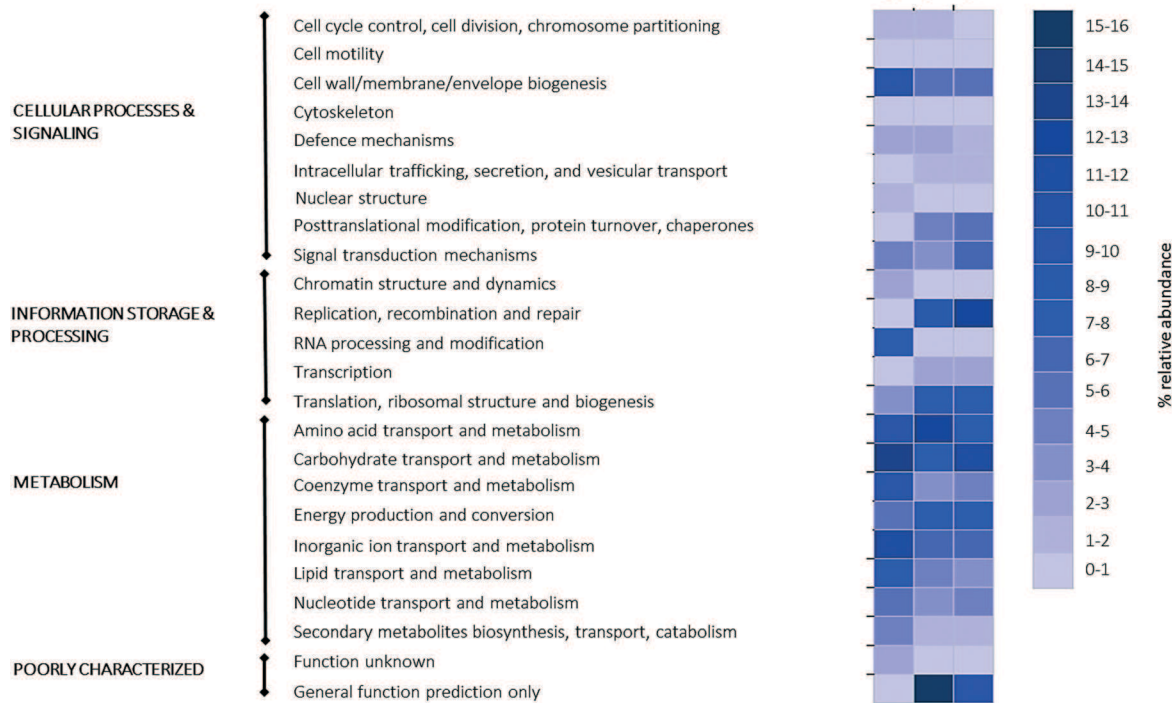 CELLULAR PROCESSES &
SIGNALING
Cell cycle control, cell division, chromosome partitioning
Cell motility
Cell wall/membrane/envelope biogenesis
Cytoskeleton
Defence mechanisms
Intracellular trafficking, secretion, and vesicular transport
Nuclear structure
Posttranslational modification, protein turnover, chaperones
Signal transduction mechanisms
INFORMATION STORAGE &
PROCESSING
Chromatin structure and dynamics
Replication, recombination and repair
RNA processing and modification
Transcription
Translation, ribosomal structure and biogenesis
METABOLISM
Amino acid transport and metabolism
Carbohydrate transport and metabolism
Coenzyme transport and metabolism
Energy production and conversion
Inorganic ion transport and metabolism
Lipid transport and metabolism
Nucleotide transport and metabolism
Secondary metabolites biosynthesis, transport, catabolism
POORLY CHARACTERIZED
Function unknown
General function prediction only
15-16
14-15
13-14
12-13
11-12
10-11
9-10
8-9
7-8
6-7
5-6
4-5
3-4
2-3
1-2
0-1
% relative abundance